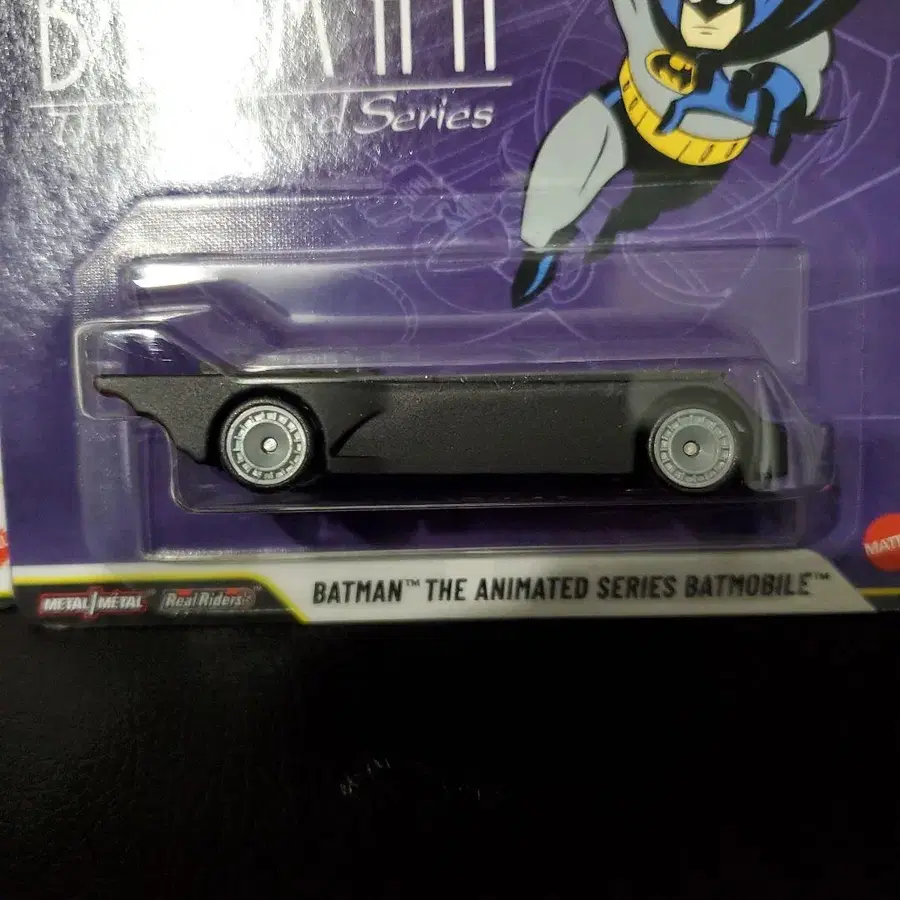 Series
METAL/METAL
Real Riders
BATMAN™ THE ANIMATED SERIES BATMOBILE™